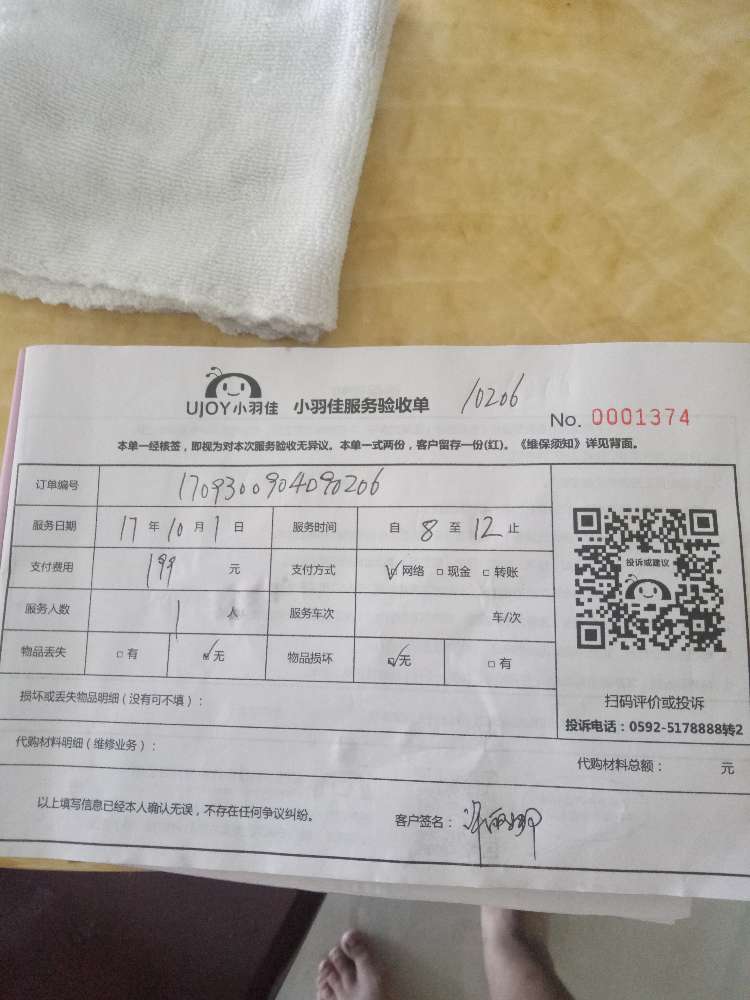 UJOY小羽佳 小羽佳服务验收单 10206
No. 0001374
本单一经核签，即视为对本次服务验收无异议。本单一式两份，客户留存一份(红)。《维保须知》详见背面。
订单编号 1709300904090206
服务日期 17 年 10 月 1 日 服务时间 自 8 至 12 止
支付费用 199 元 支付方式 网络 现金 转账
服务人数 1 人 服务车次 车/次
物品丢失 有 无 物品损坏 无 有
投诉或建议
扫码评价或投诉
投诉电话：0592-5178888转2
损坏或丢失物品明细（没有可不填）：
代购材料明细（维修业务）：
代购材料总额： 元
以上填写信息已经本人确认无误，不存在任何争议纠纷。
客户签名：